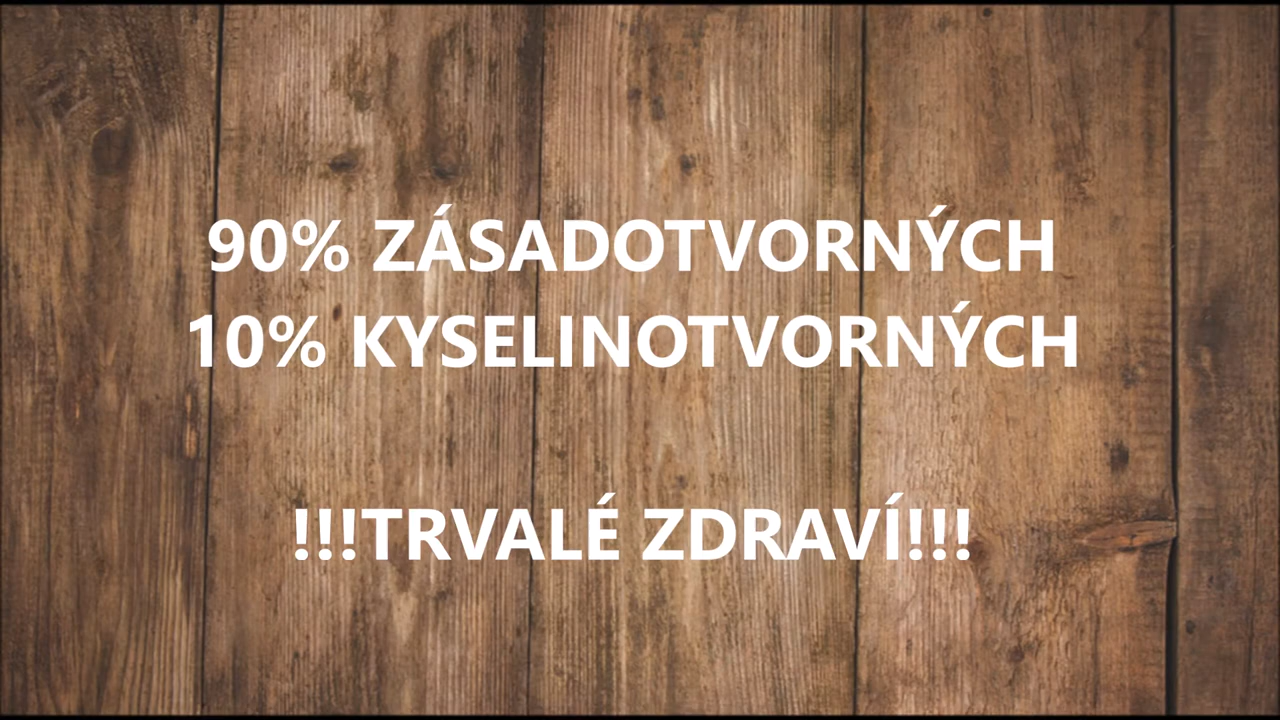 90% ZÁSADOTVORNÝCH
10% KYSELINOTVORNÝCH
!!!TRVALÉ ZDRAVÍ!!!